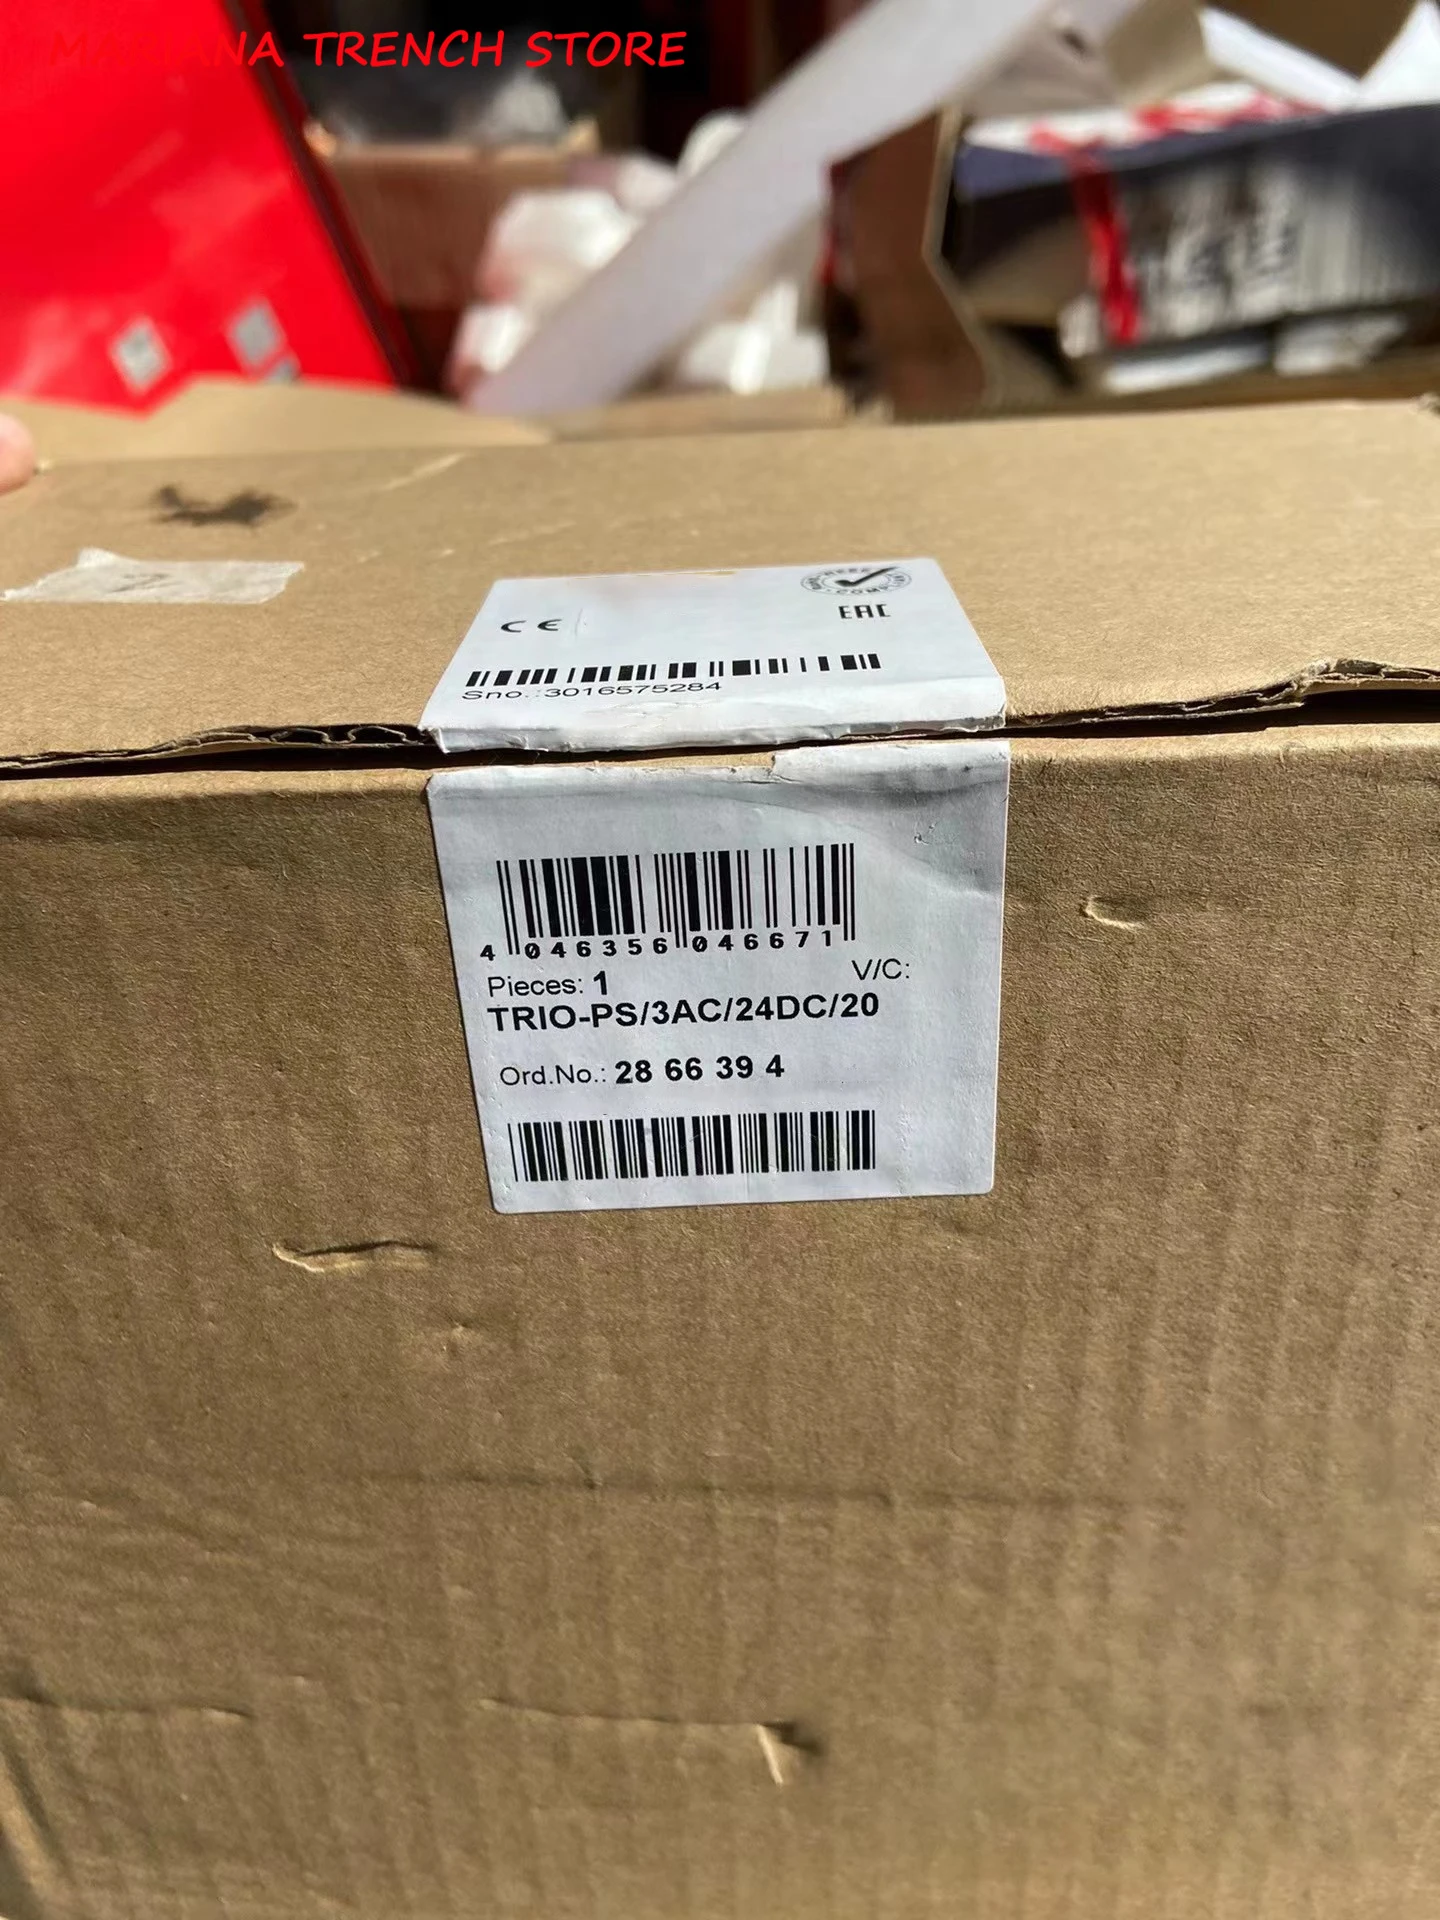 MARIANA TRENCH STORE
CE
EAC
Sno.:3016575284
4 046356 046671
V/C:
Pieces: 1
TRIO-PS/3AC/24DC/20
Ord.No.: 28 66 39 4